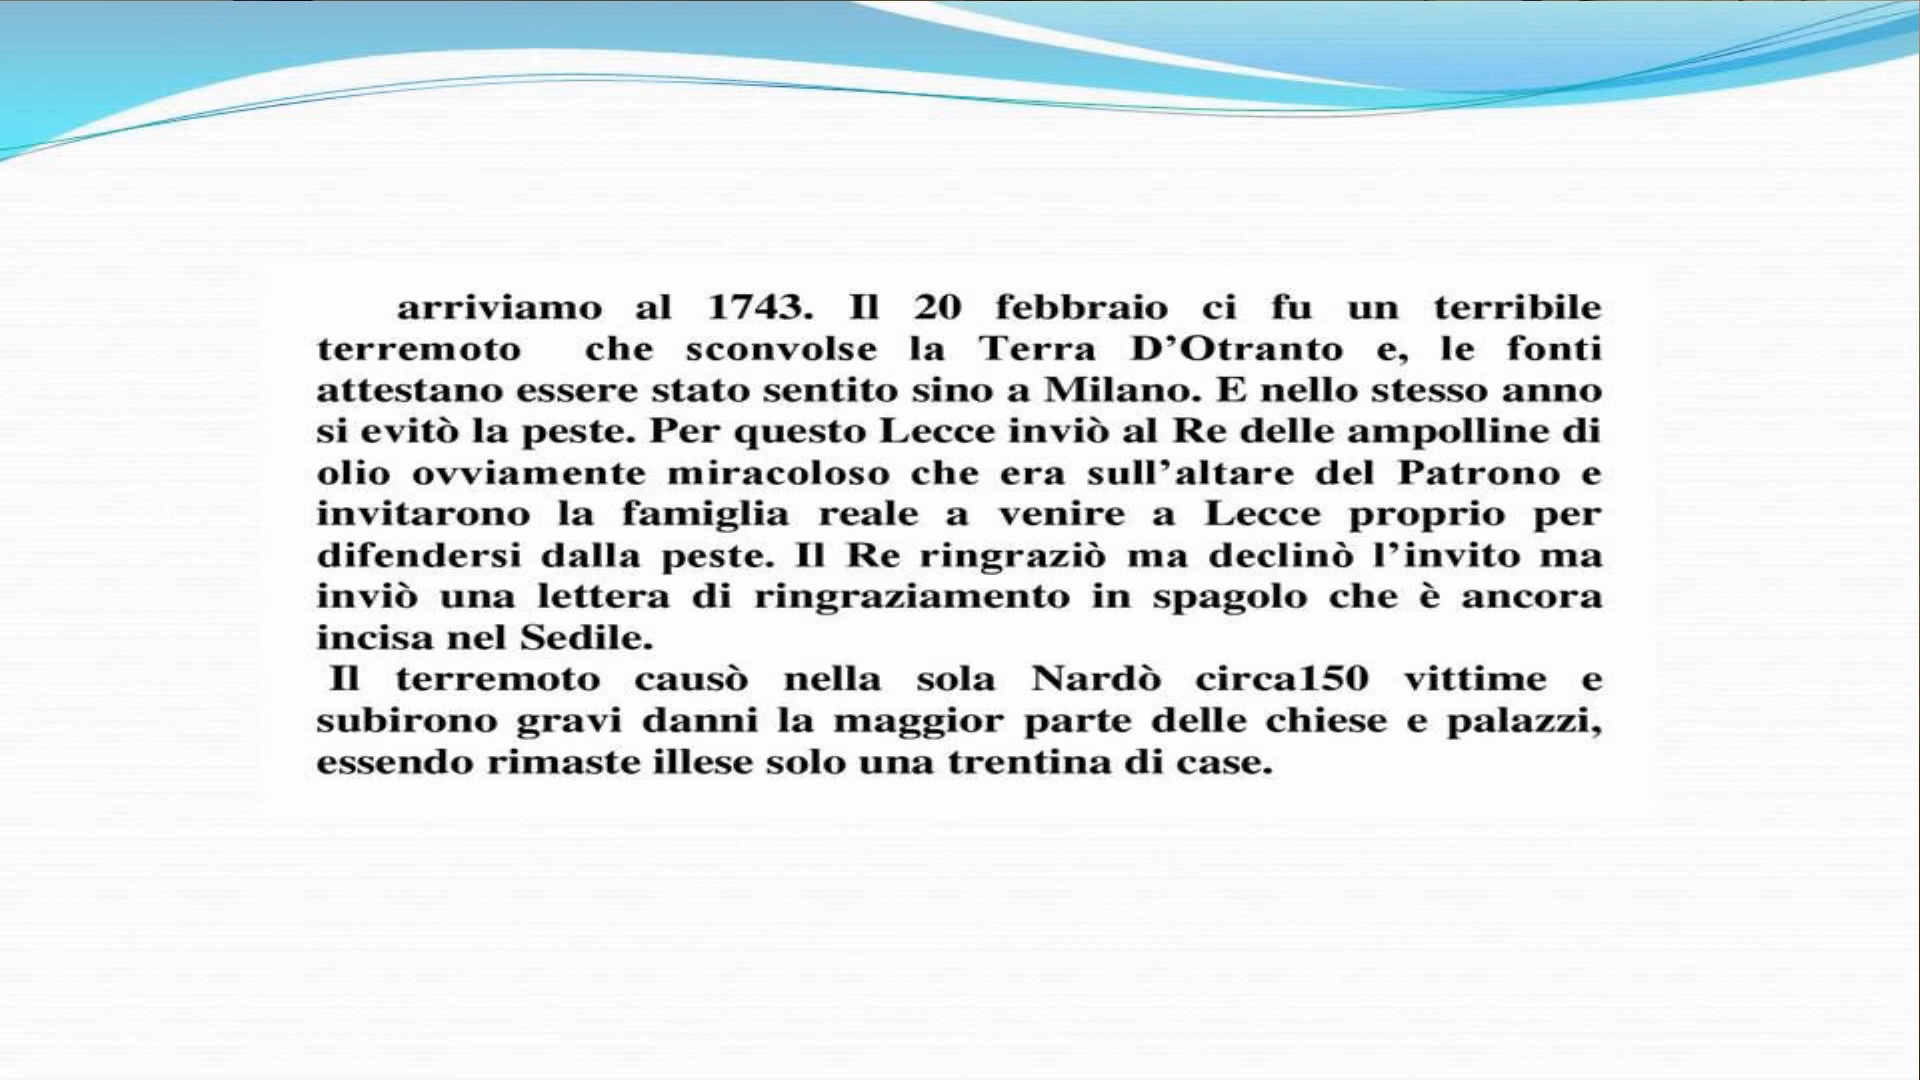 arriviamo al 1743. Il 20 febbraio ci fu un terribile
terremoto che sconvolse la Terra D’Otranto e, le fonti
attestano essere stato sentito sino a Milano. E nello stesso anno
si evitò la peste. Per questo Lecce inviò al Re delle ampolline di
olio ovviamente miracoloso che era sull’altare del Patrono e
invitarono la famiglia reale a venire a Lecce proprio per
difendersi dalla peste. Il Re ringraziò ma declinò l’invito ma
inviò una lettera di ringraziamento in spagolo che è ancora
incisa nel Sedile.
Il terremoto causò nella sola Nardò circa150 vittime e
subirono gravi danni la maggior parte delle chiese e palazzi,
essendo rimaste illese solo una trentina di case.